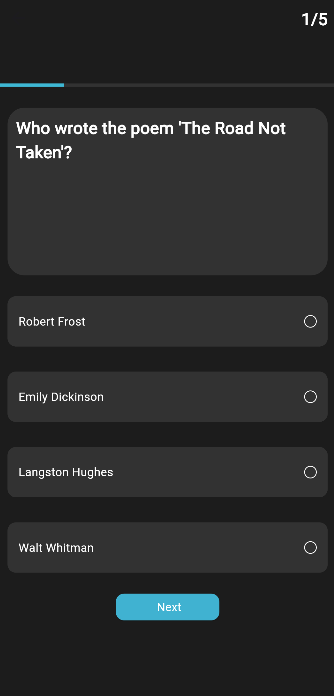 1/5
Who wrote the poem 'The Road Not
Taken'?
Robert Frost
Emily Dickinson
Langston Hughes
Walt Whitman
Next